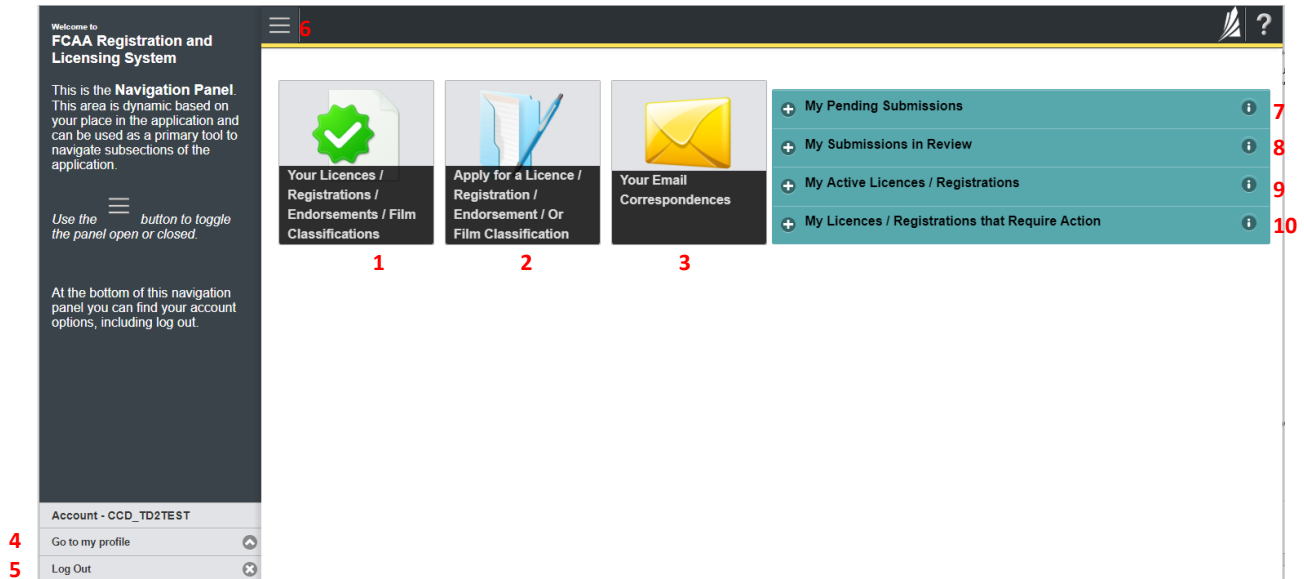 Welcome to
FCAA Registration and
Licensing System
This is the Navigation Panel.
This area is dynamic based on
your place in the application and
can be used as a primary tool to
navigate subsections of the
application.
Use the button to toggle
the panel open or closed.
At the bottom of this navigation
panel you can find your account
options, including log out.
Account - CCD_TD2TEST
4 Go to my profile
5 Log Out
6
?
Your Licences /
Registrations /
Endorsements / Film
Classifications
1
Apply for a Licence /
Registration /
Endorsement / Or
Film Classification
2
Your Email
Correspondences
3
My Pending Submissions 7
My Submissions in Review 8
My Active Licences / Registrations 9
My Licences / Registrations that Require Action 10